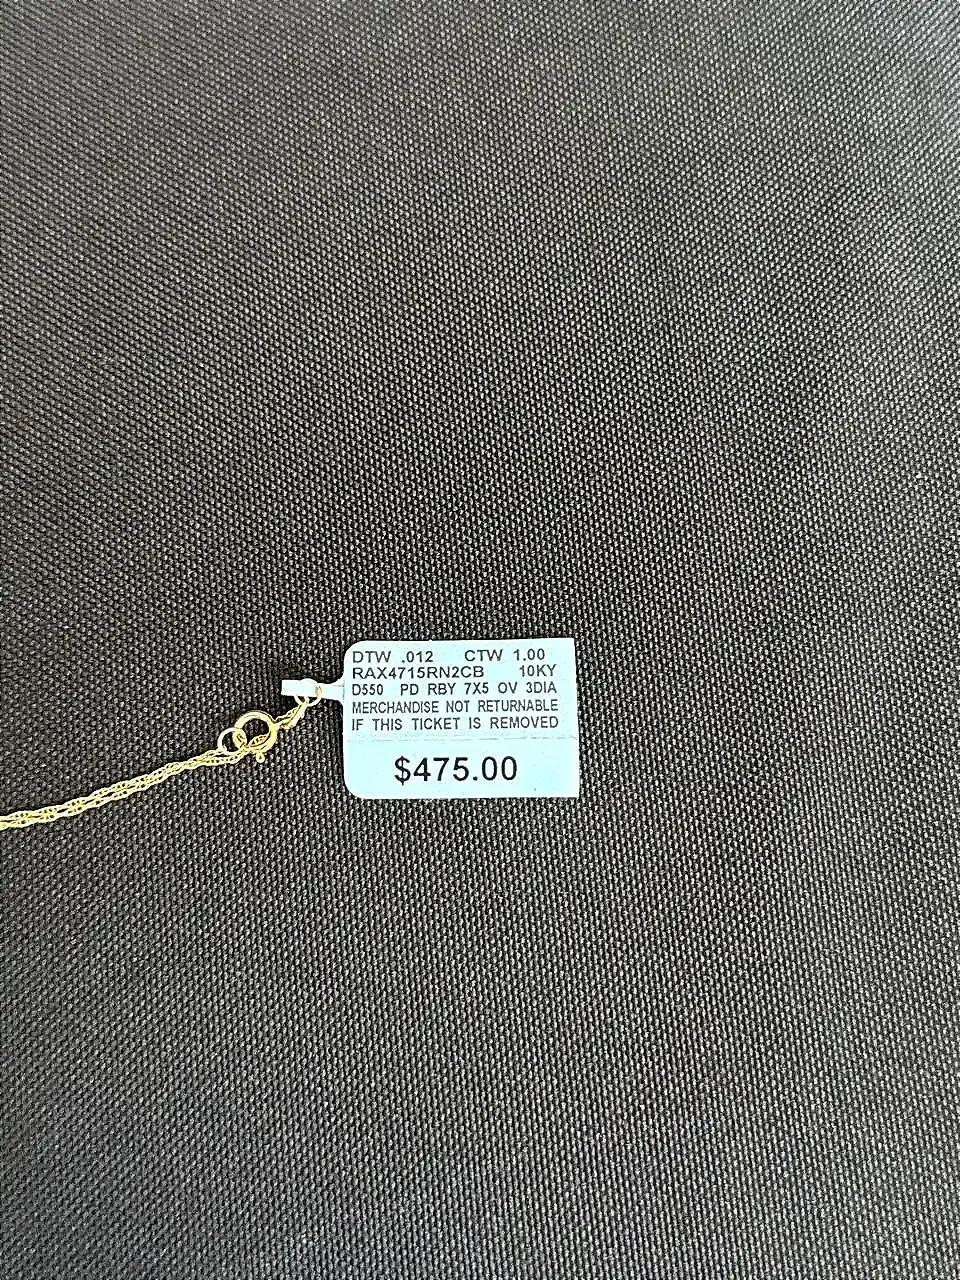 DTW .012 CTW 1.00
RAX4715RN2CB 10KY
D550 PD RBY 7X5 OV 3DIA
MERCHANDISE NOT RETURNABLE
IF THIS TICKET IS REMOVED
$475.00